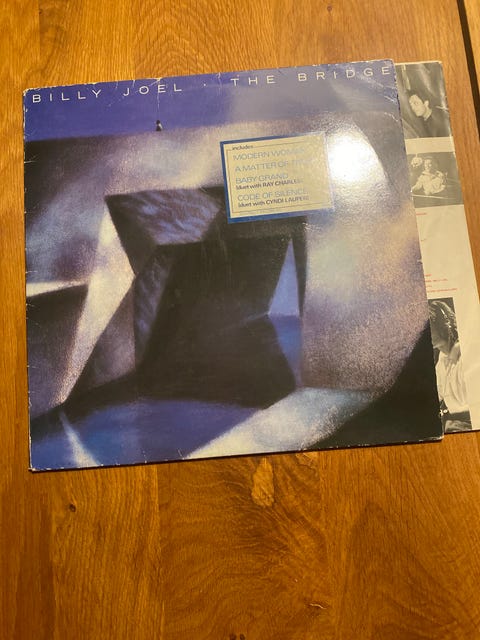 BILLY JOEL · THE BRIDGE
includes
MODERN WOMAN
A MATTER OF
BABY GRAND
(duet with RAY CHARLES)
CODE OF SILENCE
(duet with CYNDI LAUPER)